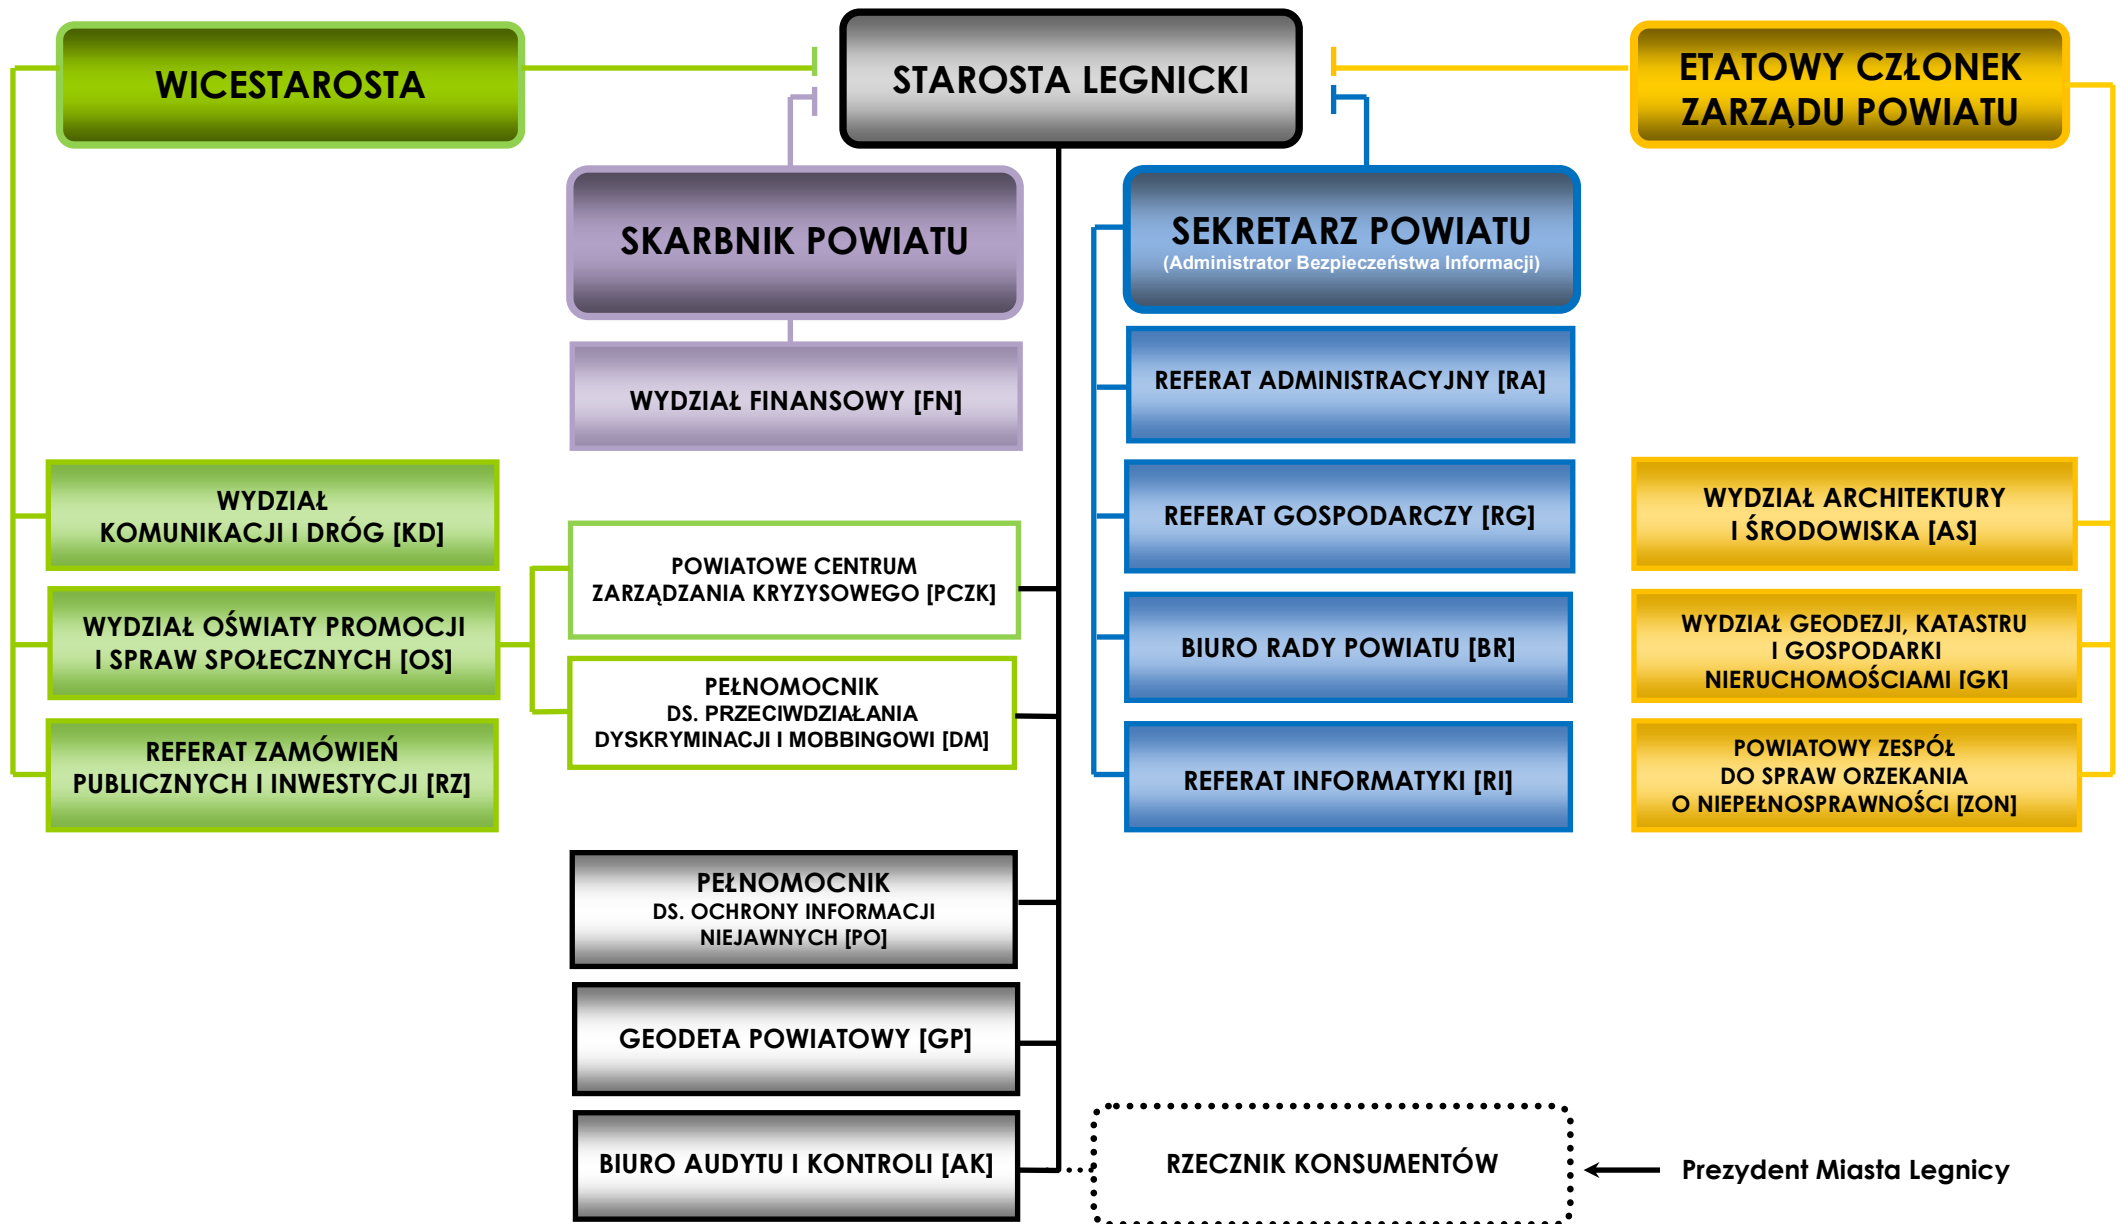 WICESTAROSTA
STAROSTA LEGNICKI
ETATOWY CZŁONEK
ZARZĄDU POWIATU
SKARBNIK POWIATU
SEKRETARZ POWIATU
(Administrator Bezpieczeństwa Informacji)
WYDZIAŁ FINANSOWY [FN]
REFERAT ADMINISTRACYJNY [RA]
WYDZIAŁ
KOMUNIKACJI I DRÓG [KD]
POWIATOWE CENTRUM
ZARZĄDZANIA KRYZYSOWEGO [PCZK]
REFERAT GOSPODARCZY [RG]
WYDZIAŁ ARCHITEKTURY
I ŚRODOWISKA [AS]
WYDZIAŁ OŚWIATY PROMOCJI
I SPRAW SPOŁECZNYCH [OS]
PEŁNOMOCNIK
DS. PRZECIWDZIAŁANIA
DYSKRYMINACJI I MOBBINGOWI [DM]
BIURO RADY POWIATU [BR]
WYDZIAŁ GEODEZJI, KATASTRU
I GOSPODARKI
NIERUCHOMOŚCIAMI [GK]
REFERAT ZAMÓWIEŃ
PUBLICZNYCH I INWESTYCJI [RZ]
REFERAT INFORMATYKI [RI]
POWIATOWY ZESPÓŁ
DO SPRAW ORZEKANIA
O NIEPEŁNOSPRAWNOŚCI [ZON]
PEŁNOMOCNIK
DS. OCHRONY INFORMACJI
NIEJAWNYCH [PO]
GEODETA POWIATOWY [GP]
BIURO AUDYTU I KONTROLI [AK]
RZECZNIK KONSUMENTÓW
Prezydent Miasta Legnicy